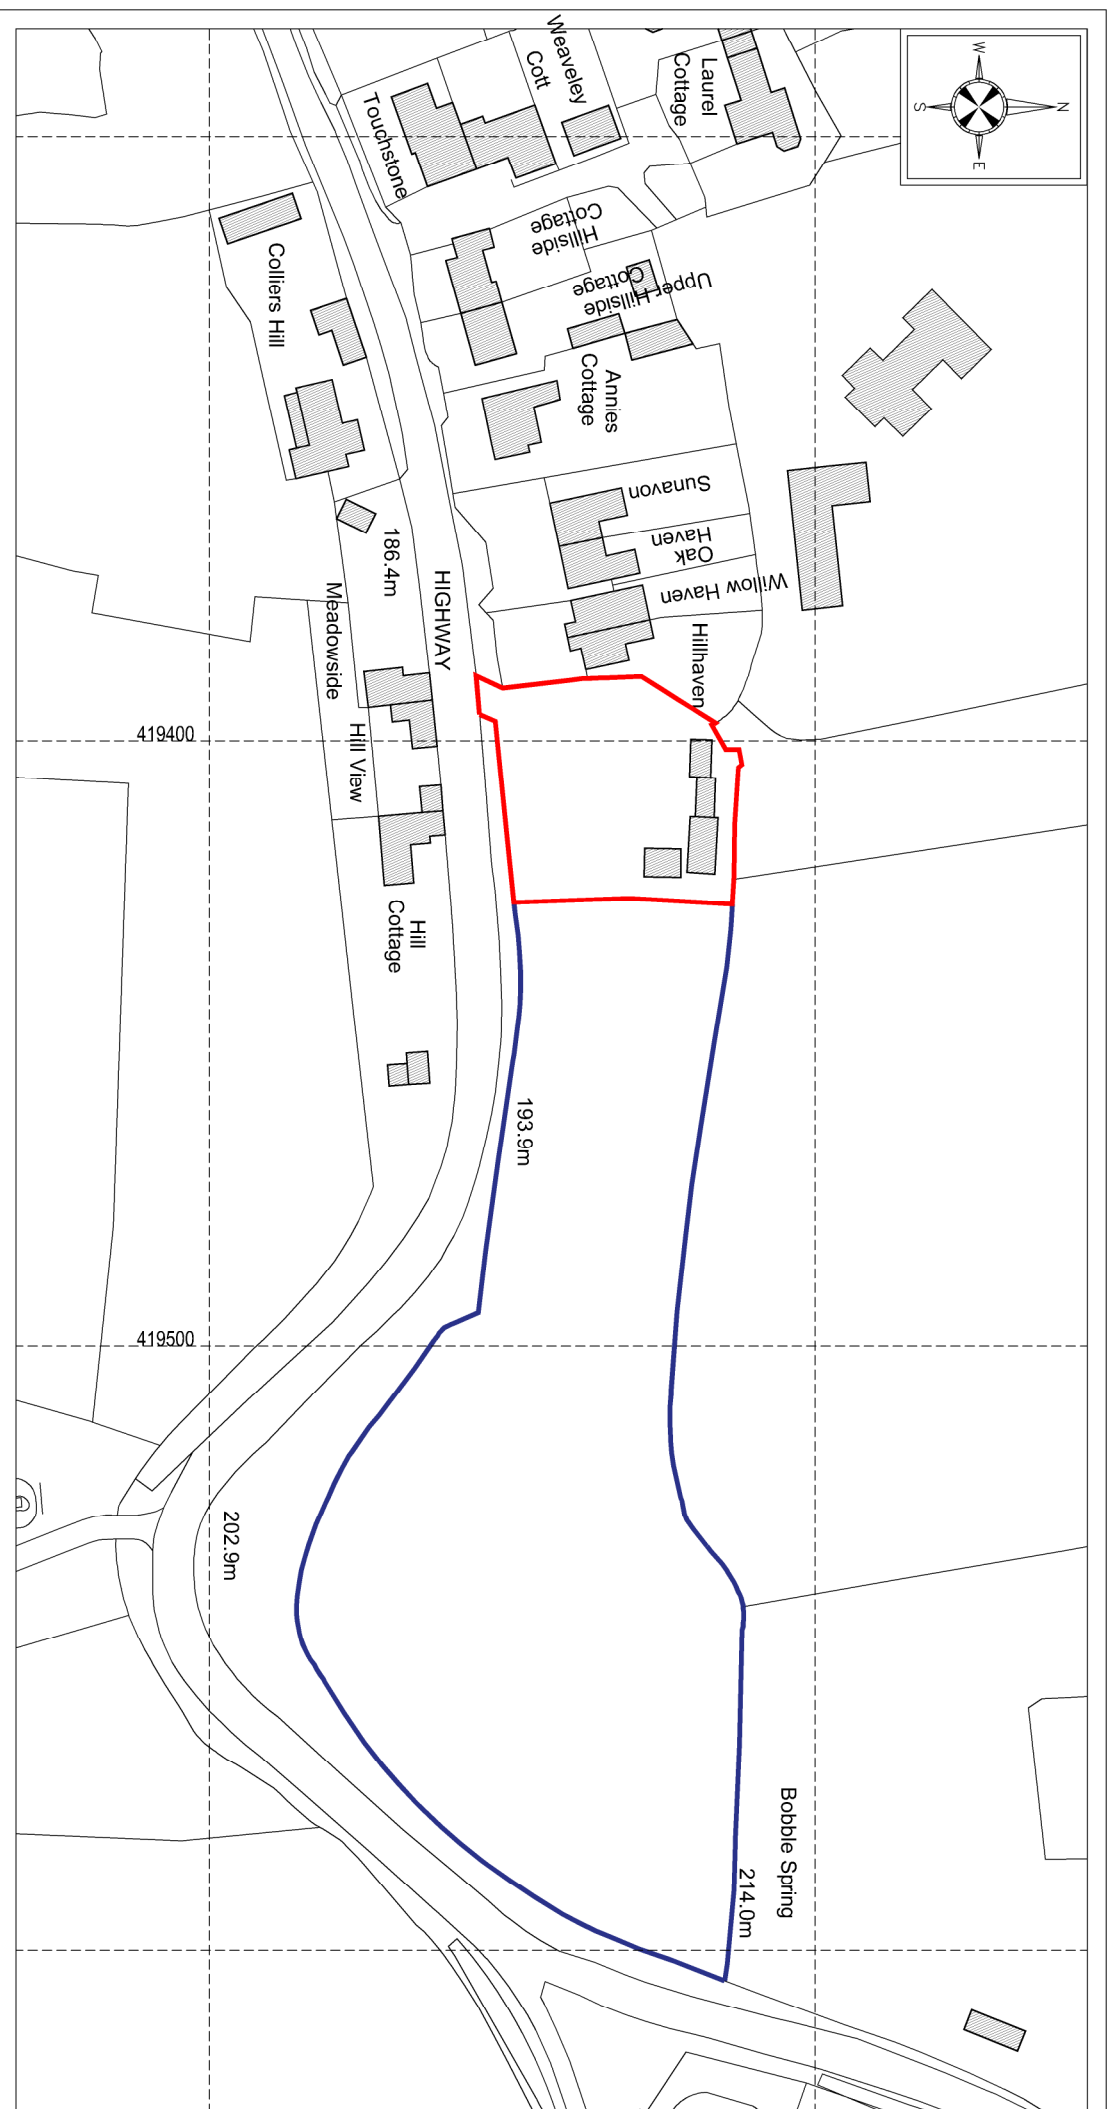 W
N
S
E
Weaveley
Cott
Laurel
Cottage
Touchstone
Hillside
Cottage
Upper Hillside
Cottage
Colliers Hill
Annies
Cottage
Sunavon
Oak
Haven
Willow Haven
186.4m
HIGHWAY
Meadowside
Hillhaven
419400
Hill View
Hill
Cottage
193.9m
419500
202.9m
Bobble Spring
214.0m